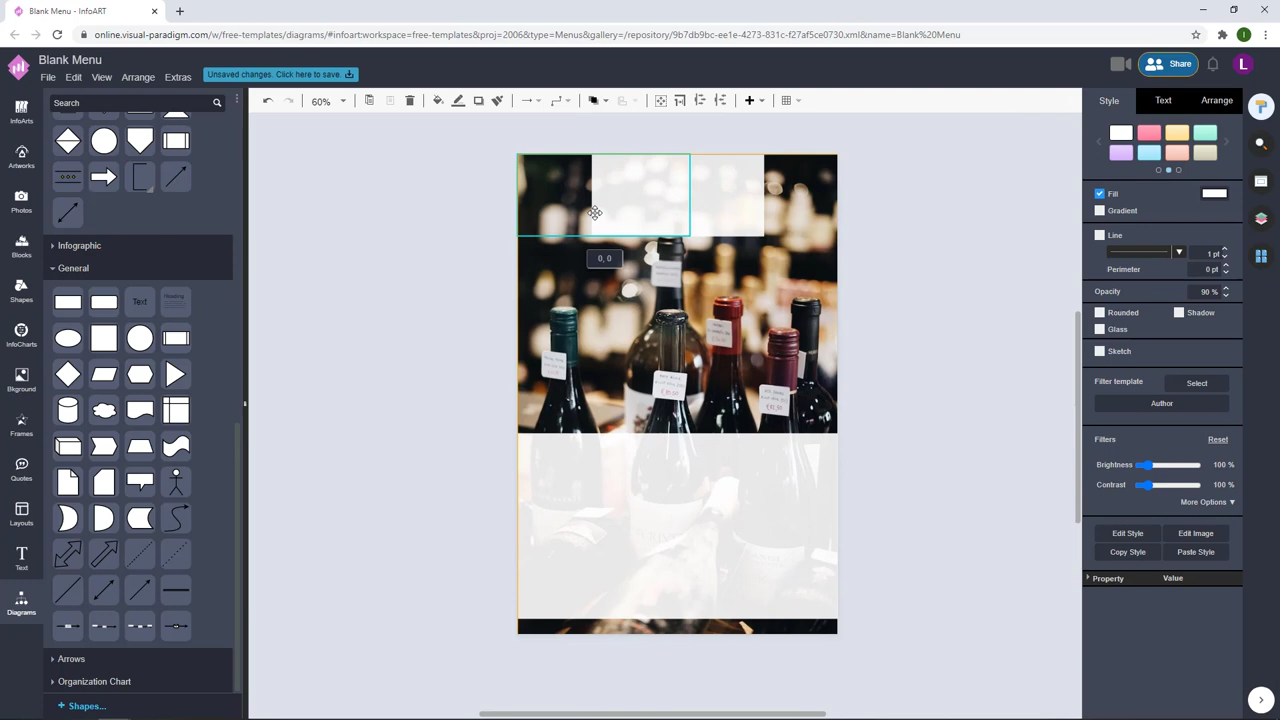 Blank Menu - InfoART
online.visual-paradigm.com/w/free-templates/diagrams/#infoart:workspace=free-templates&proj=2006&type=Menus&gallery=/repository/9b7db9bc-ee1e-4273-831c-f27af5ce0730.xml&name=Blank%20Menu
I
Blank Menu
File Edit View Arrange Extras
Unsaved changes. Click here to save.
Share
L
InfoArts
Artworks
Photos
Blocks
Shapes
InfoCharts
Bkground
Frames
Quotes
Layouts
Text
Diagrams
Search
Infographic
General
Text
Heading
Arrows
Organization Chart
+ Shapes...
60%
0, 0
Style Text Arrange
Fill
Gradient
Line
1 pt
Perimeter 0 pt
Opacity 90 %
Rounded Shadow
Glass
Sketch
Filter template Select
Author
Filters Reset
Brightness 100 %
Contrast 100 %
More Options ▼
Edit Style Edit Image
Copy Style Paste Style
Property Value